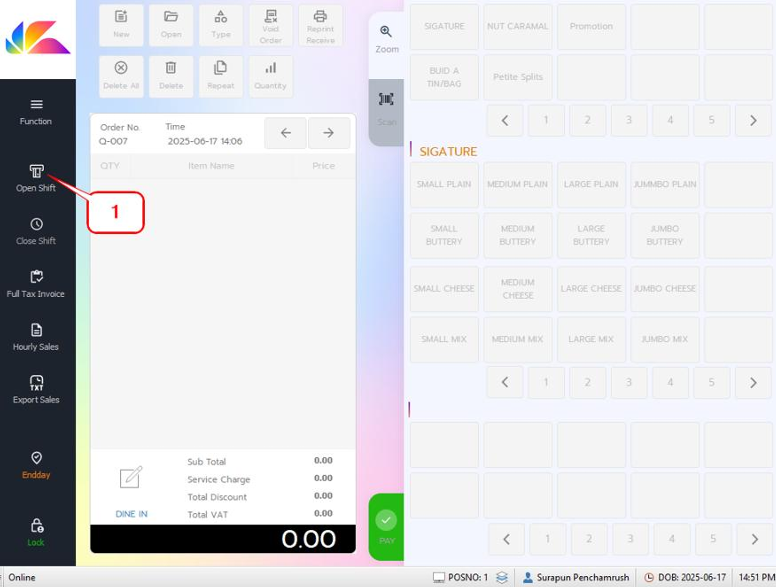 New
Open
Type
Void
Order
Reprint
Receive
Delete All
Delete
Repeat
Quantity
Zoom
Scan
Function
Open Shift
1
Close Shift
Full Tax Invoice
Hourly Sales
Export Sales
Endday
Lock
Order No.
Time
Q-007
2025-06-17 14:06
QTY
Item Name
Price
Sub Total
0.00
Service Charge
0.00
Total Discount
0.00
DINE IN
Total VAT
0.00
0.00
PAY
SIGATURE
NUT CARAMAL
Promotion
BUID A
TIN/BAG
Petite Splits
1
2
3
4
5
SIGATURE
SMALL PLAIN
MEDIUM PLAIN
LARGE PLAIN
JUMMBO PLAIN
SMALL
BUTTERY
MEDIUM
BUTTERY
LARGE
BUTTERY
JUMBO
BUTTERY
SMALL CHEESE
MEDIUM
CHEESE
LARGE CHEESE
JUMBO CHEESE
SMALL MIX
MEDIUM MIX
LARGE MIX
JUMBO MIX
1
2
3
4
5
1
2
3
4
5
Online
POSNO: 1
Surapun Penchamrush
DOB: 2025-06-17
14:51 PM